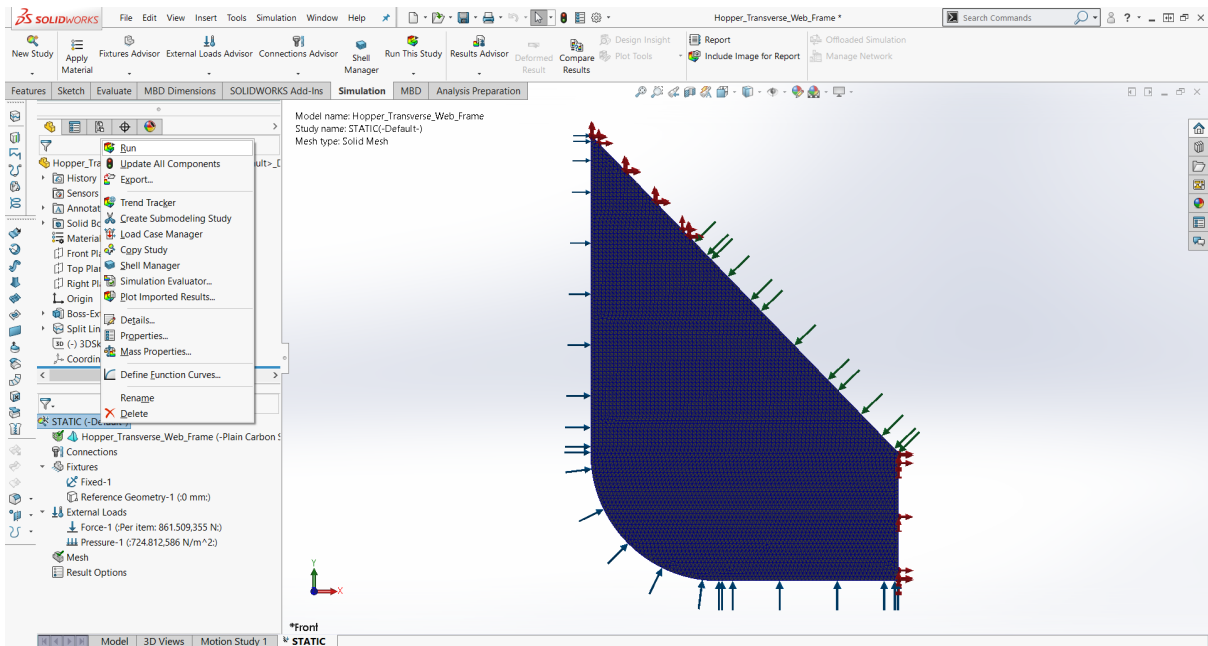 SOLIDWORKS File Edit View Insert Tools Simulation Window Help Hopper_Transverse_Web_Frame * Search Commands ?
New Study Apply Material Fixtures Advisor External Loads Advisor Connections Advisor Shell Manager Run This Study Results Advisor Deformed Result Compare Results Design Insight Plot Tools Report Include Image for Report Offloaded Simulation Manage Network
Features Sketch Evaluate MBD Dimensions SOLIDWORKS Add-Ins Simulation MBD Analysis Preparation
Model name: Hopper_Transverse_Web_Frame
Study name: STATIC(-Default-)
Mesh type: Solid Mesh
Run
Update All Components
Export...
Trend Tracker
Create Submodeling Study
Load Case Manager
Copy Study
Shell Manager
Simulation Evaluator...
Plot Imported Results...
Details...
Properties...
Mass Properties...
Define Function Curves...
Rename
Delete
Hopper_Tra ult>_D
History
Sensors
Annotat
Solid Bo
Material
Front Pl
Top Plan
Right Pl
Origin
Boss-Ex
Split Lin
3D (-) 3DSk
Coordin
STATIC (-Default-)
Hopper_Transverse_Web_Frame (-Plain Carbon S
Connections
Fixtures
Fixed-1
Reference Geometry-1 (:0 mm:)
External Loads
Force-1 (:Per item: 861.509,355 N:)
Pressure-1 (:724.812,586 N/m^2:)
Mesh
Result Options
Y
X
*Front
Model 3D Views Motion Study 1 STATIC